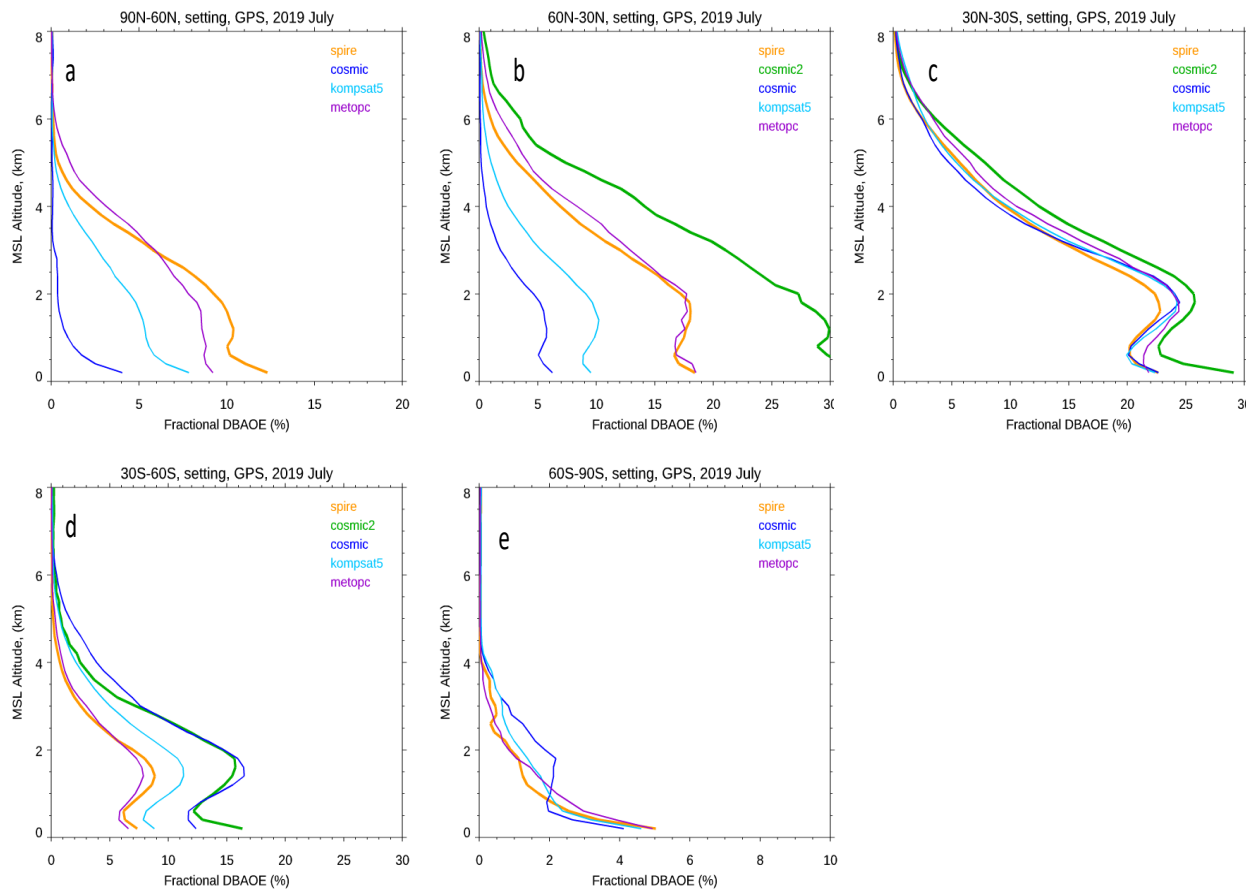 90N-60N, setting, GPS, 2019 July
a
spire
cosmic
kompsat5
metopc
8
6
4
2
0
MSL Altitude, (km)
0 5 10 15 20
Fractional DBAOE (%)
60N-30N, setting, GPS, 2019 July
b
spire
cosmic2
cosmic
kompsat5
metopc
8
6
4
2
0
MSL Altitude, (km)
0 5 10 15 20 25
Fractional DBAOE (%)
30N-30S, setting, GPS, 2019 July
c
spire
cosmic2
cosmic
kompsat5
metopc
8
6
4
2
0
MSL Altitude, (km)
0 5 10 15 20 25
Fractional DBAOE (%)
30S-60S, setting, GPS, 2019 July
d
spire
cosmic2
cosmic
kompsat5
metopc
8
6
4
2
0
MSL Altitude, (km)
0 5 10 15 20 25 30
Fractional DBAOE (%)
60S-90S, setting, GPS, 2019 July
e
spire
cosmic
kompsat5
metopc
8
6
4
2
0
MSL Altitude, (km)
0 2 4 6 8 10
Fractional DBAOE (%)